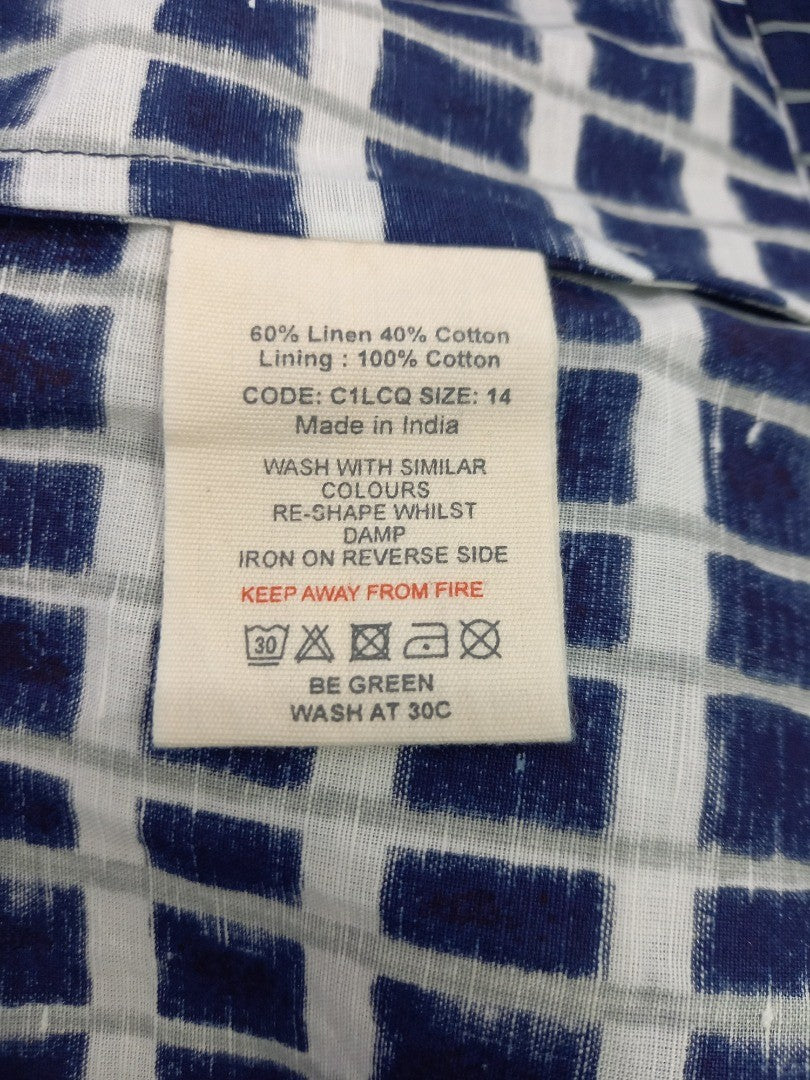 60% Linen 40% Cotton
Lining : 100% Cotton
CODE: C1LCQ SIZE: 14
Made in India
WASH WITH SIMILAR
COLOURS
RE-SHAPE WHILST
DAMP
IRON ON REVERSE SIDE
KEEP AWAY FROM FIRE
30
BE GREEN
WASH AT 30C